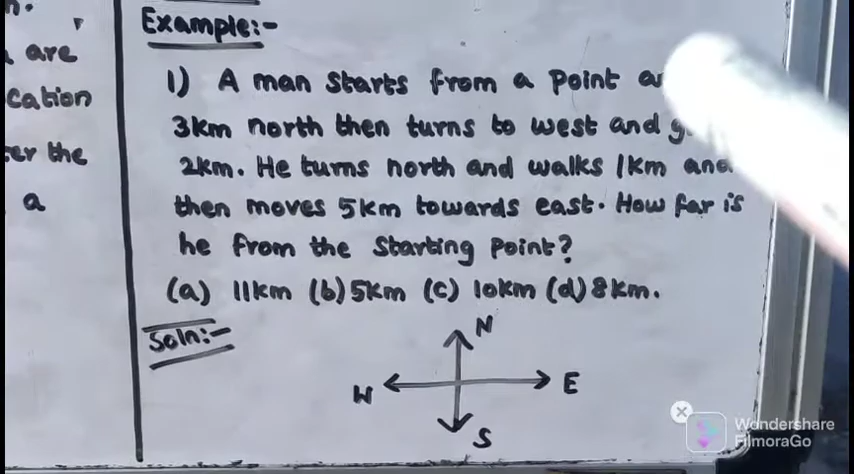 are
cation
the
a
Example:-
1) A man starts from a point
3km north then turns to west and
2km. He turns north and walks 1km and
then moves 5km towards east. How far is
he from the starting point?
(a) 11km (b) 5km (c) 10km (d) 8km.
Soln:-
N
W E
S
Wondershare
FilmoraGo